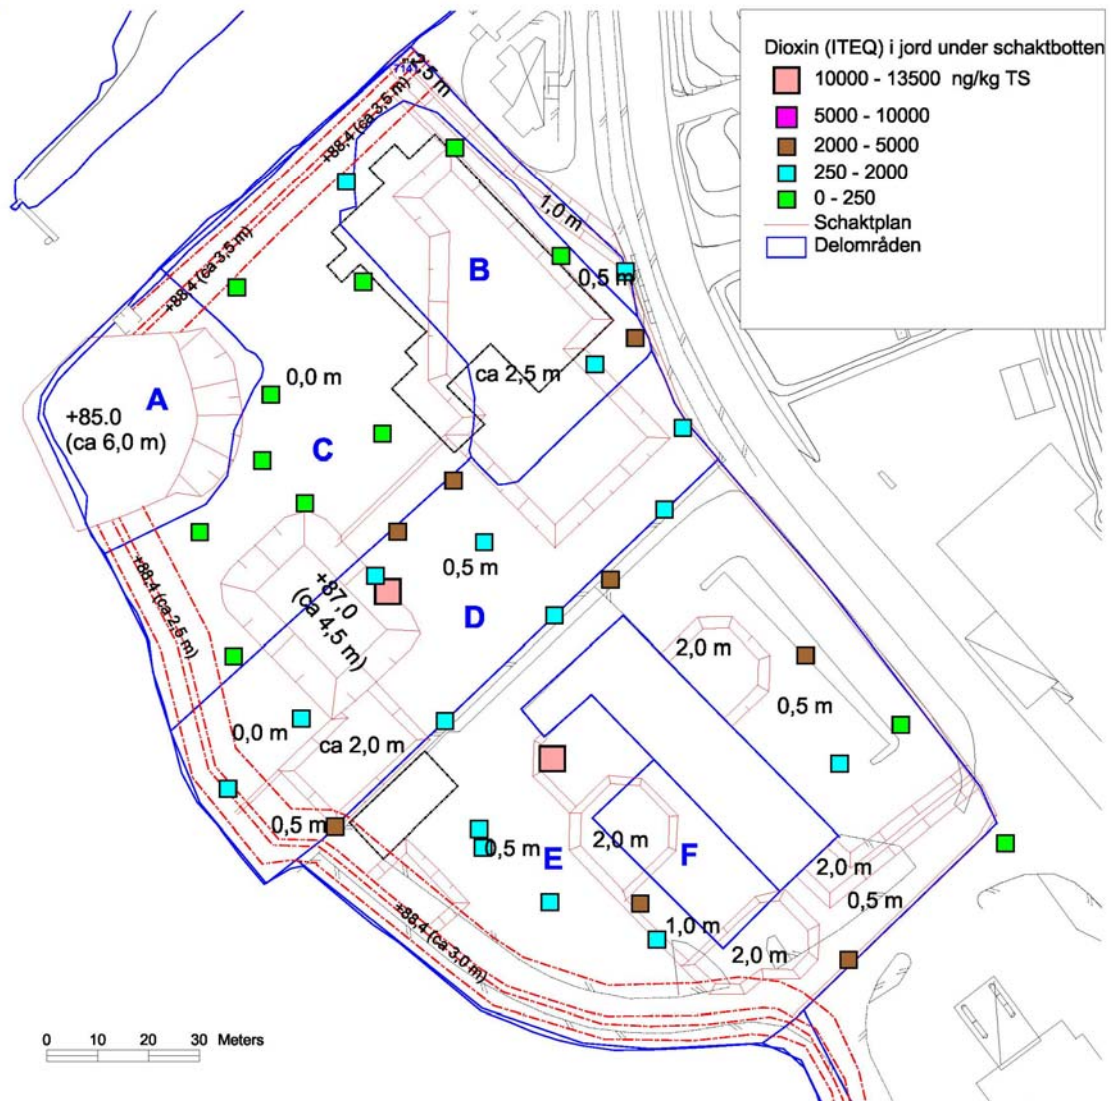 Dioxin (ITEQ) i jord under schaktbotten
10000 - 13500 ng/kg TS
5000 - 10000
2000 - 5000
250 - 2000
0 - 250
Schaktplan
Delområden
2,5 m
+88,4 (ca 3,5 m)
1,0 m
+88,4 (ca 3,5 m)
B
0,5 m
0,0 m
ca 2,5 m
A
+85.0
(ca 6,0 m)
C
+88,4 (ca 2,5 m)
+87,0
(ca 4,5 m)
0,5 m
D
2,0 m
0,5 m
0,0 m
ca 2,0 m
0,5 m
0,5 m
E
2,0 m
F
2,0 m
0,5 m
1,0 m
2,0 m
+88,4 (ca 3,0 m)
0 10 20 30 Meters